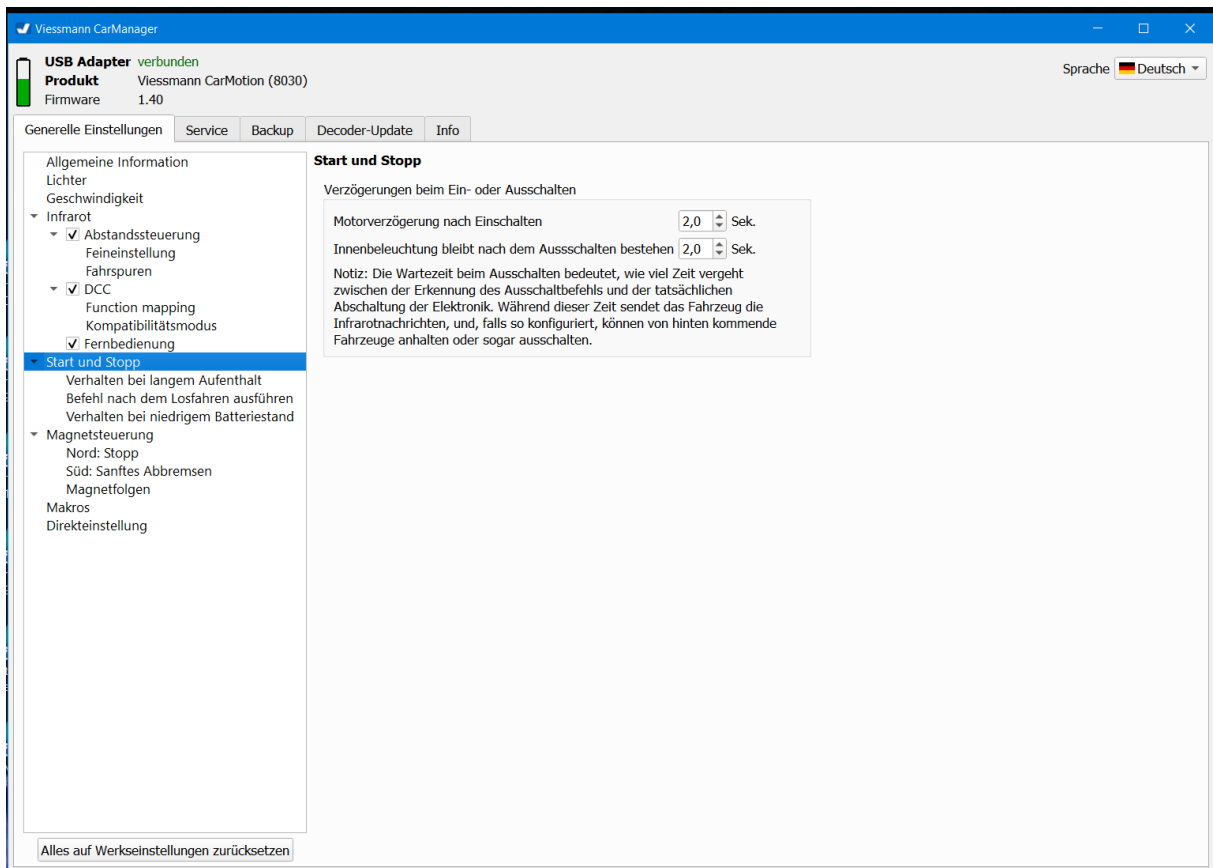 Viessmann CarManager
USB Adapter verbunden
Produkt Viessmann CarMotion (8030)
Firmware 1.40
Sprache Deutsch
Generelle Einstellungen Service Backup Decoder-Update Info
Allgemeine Information
Lichter
Geschwindigkeit
Infrarot
Abstandssteuerung
Feineinstellung
Fahrspuren
DCC
Function mapping
Kompatibilitätsmodus
Fernbedienung
Start und Stopp
Verhalten bei langem Aufenthalt
Befehl nach dem Losfahren ausführen
Verhalten bei niedrigem Batteriestand
Magnetsteuerung
Nord: Stopp
Süd: Sanftes Abbremsen
Magnetfolgen
Makros
Direkteinstellung
Alles auf Werkseinstellungen zurücksetzen
Start und Stopp
Verzögerungen beim Ein- oder Ausschalten
Motorverzögerung nach Einschalten 2,0 Sek.
Innenbeleuchtung bleibt nach dem Aussschalten bestehen 2,0 Sek.
Notiz: Die Wartezeit beim Ausschalten bedeutet, wie viel Zeit vergeht
zwischen der Erkennung des Ausschaltbefehls und der tatsächlichen
Abschaltung der Elektronik. Während dieser Zeit sendet das Fahrzeug die
Infrarotnachrichten, und, falls so konfiguriert, können von hinten kommende
Fahrzeuge anhalten oder sogar ausschalten.